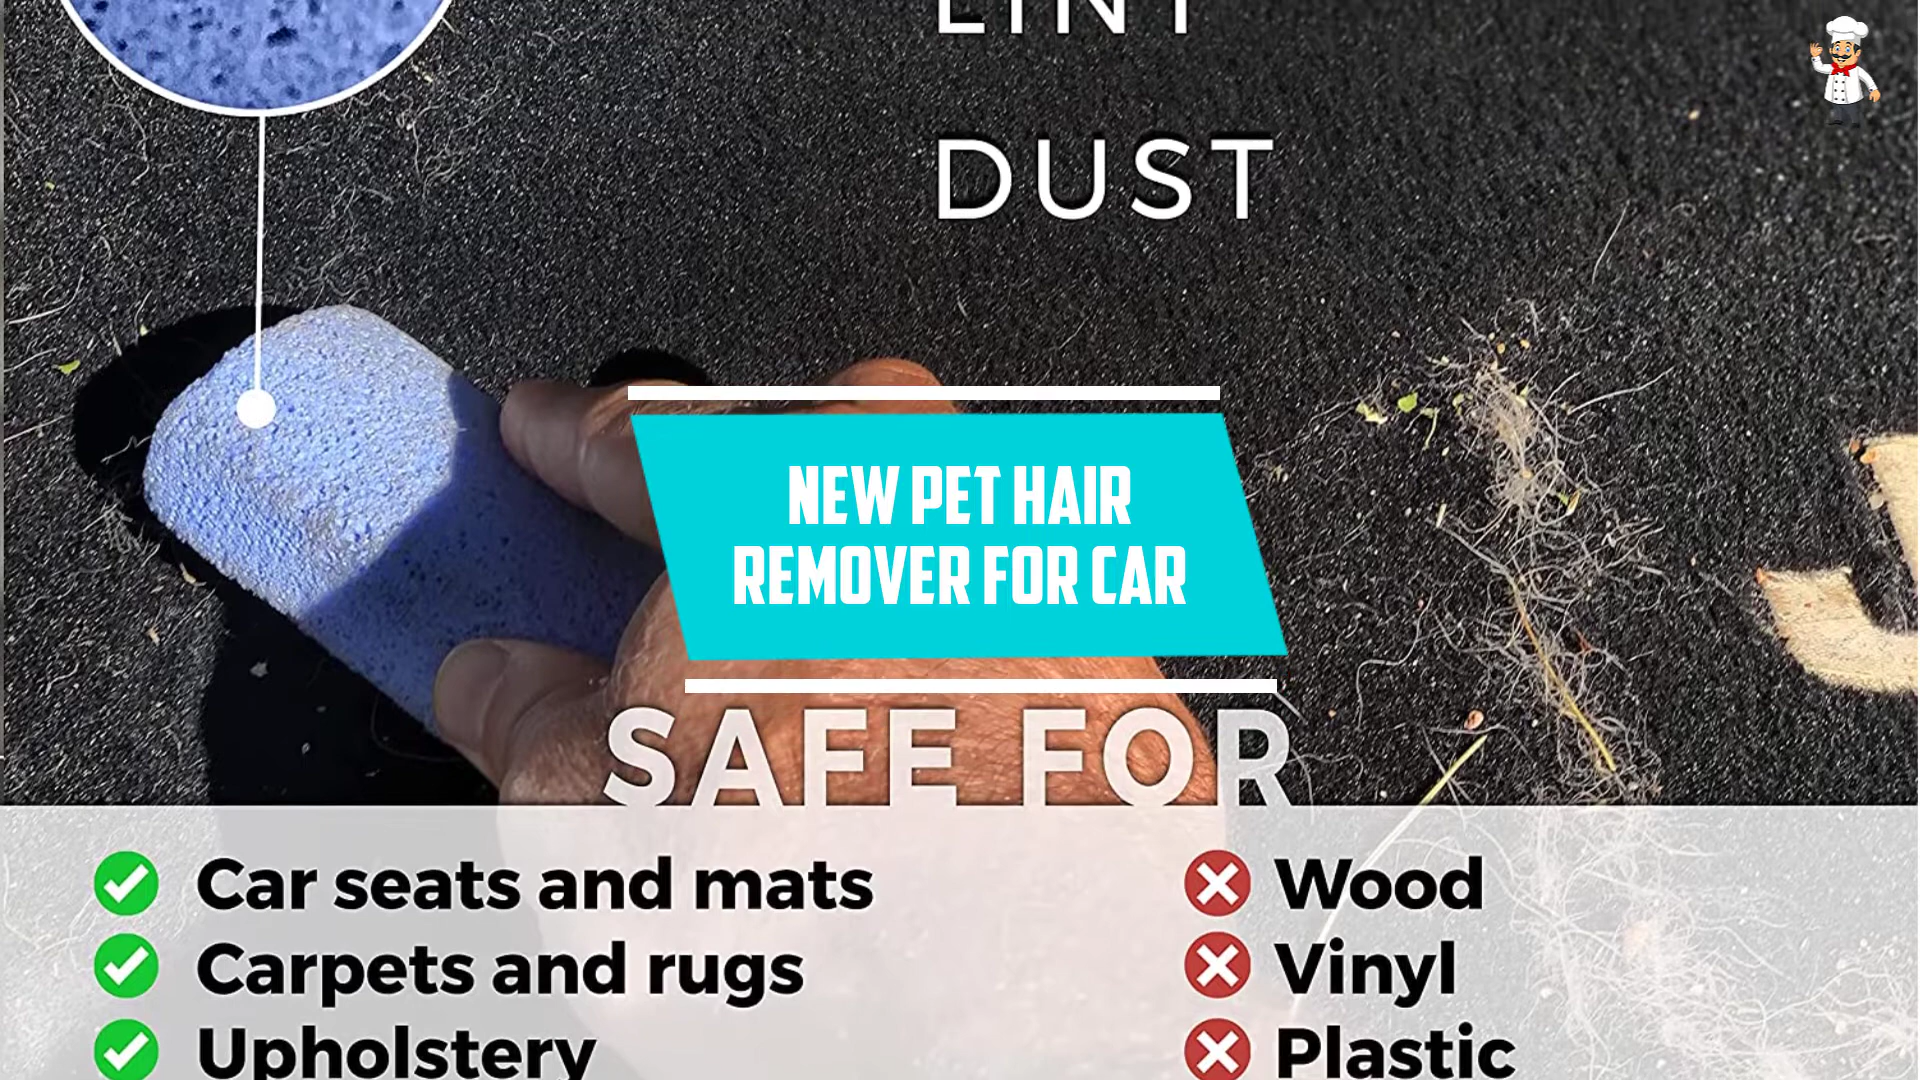 LINT
DUST
NEW PET HAIR
REMOVER FOR CAR
SAFE FOR
Car seats and mats
Wood
Carpets and rugs
Vinyl
Upholstery
Plastic